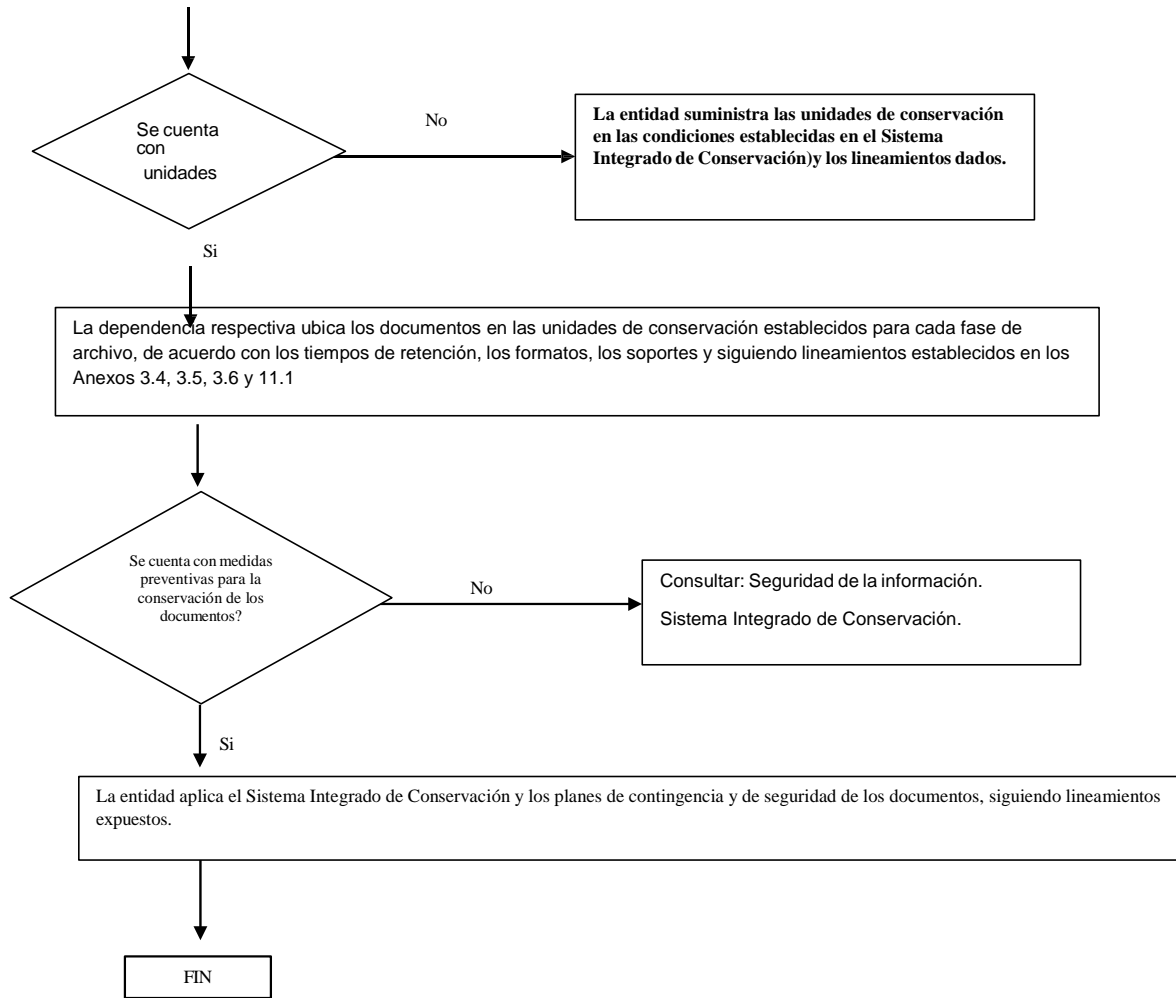 Se cuenta
con
unidades
No
La entidad suministra las unidades de conservación
en las condiciones establecidas en el Sistema
Integrado de Conservación)y los lineamientos dados.
Si
La dependencia respectiva ubica los documentos en las unidades de conservación establecidos para cada fase de
archivo, de acuerdo con los tiempos de retención, los formatos, los soportes y siguiendo lineamientos establecidos en los
Anexos 3.4, 3.5, 3.6 y 11.1
Se cuenta con medidas
preventivas para la
conservación de los
documentos?
No
Consultar: Seguridad de la información.
Sistema Integrado de Conservación.
Si
La entidad aplica el Sistema Integrado de Conservación y los planes de contingencia y de seguridad de los documentos, siguiendo lineamientos
expuestos.
FIN